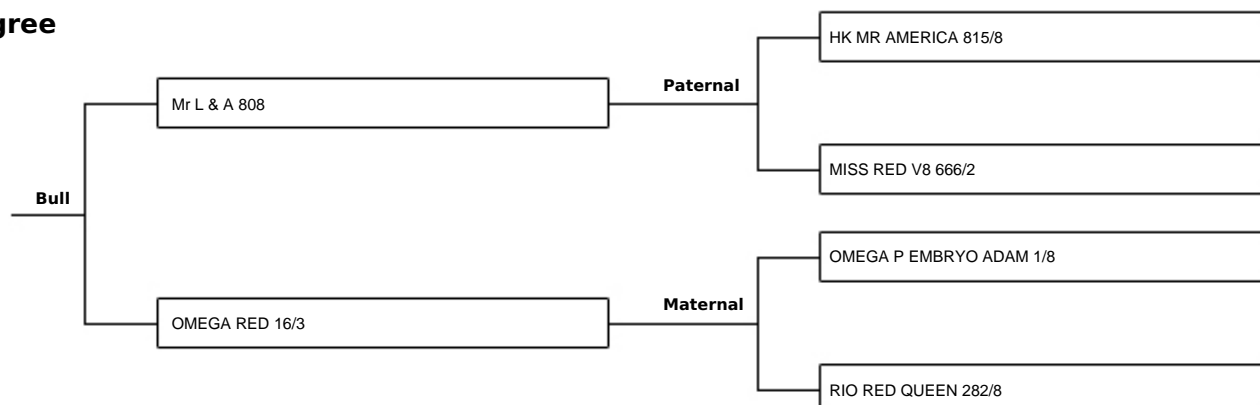 gree
HK MR AMERICA 815/8
Paternal
Mr L & A 808
MISS RED V8 666/2
Bull
OMEGA P EMBRYO ADAM 1/8
Maternal
OMEGA RED 16/3
RIO RED QUEEN 282/8